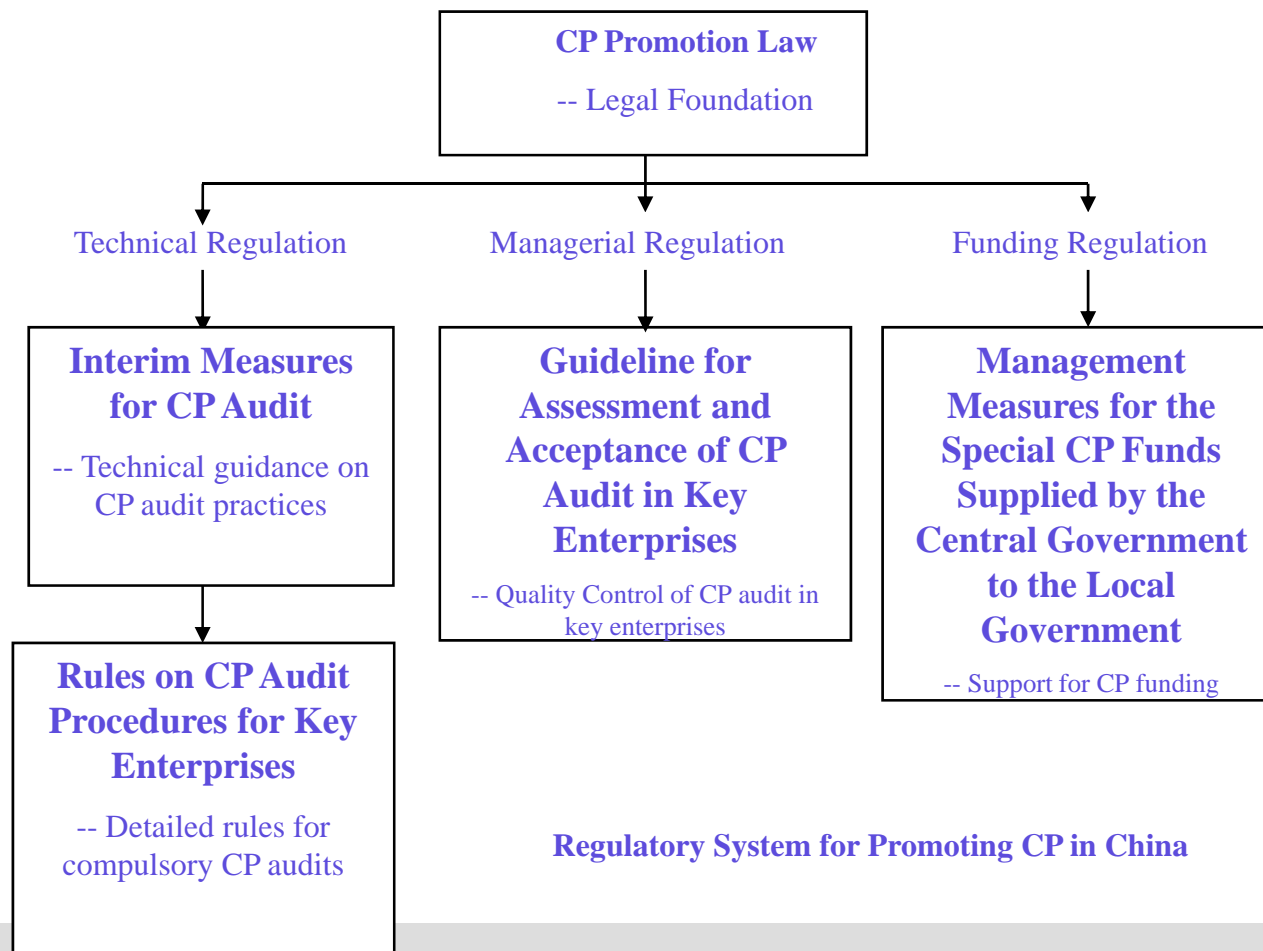 CP Promotion Law
-- Legal Foundation
Technical Regulation
Managerial Regulation
Funding Regulation
Interim Measures
for CP Audit
-- Technical guidance on
CP audit practices
Guideline for
Assessment and
Acceptance of CP
Audit in Key
Enterprises
-- Quality Control of CP audit in
key enterprises
Management
Measures for the
Special CP Funds
Supplied by the
Central Government
to the Local
Government
-- Support for CP funding
Rules on CP Audit
Procedures for Key
Enterprises
-- Detailed rules for
compulsory CP audits
Regulatory System for Promoting CP in China